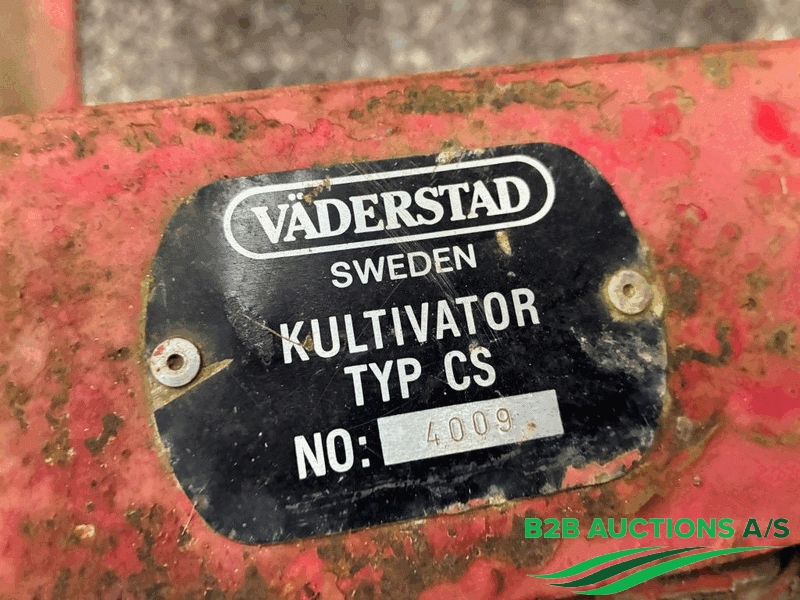 VÄDERSTAD
SWEDEN
KULTIVATOR
TYP CS
NO: 4009
B2B AUCTIONS A/S